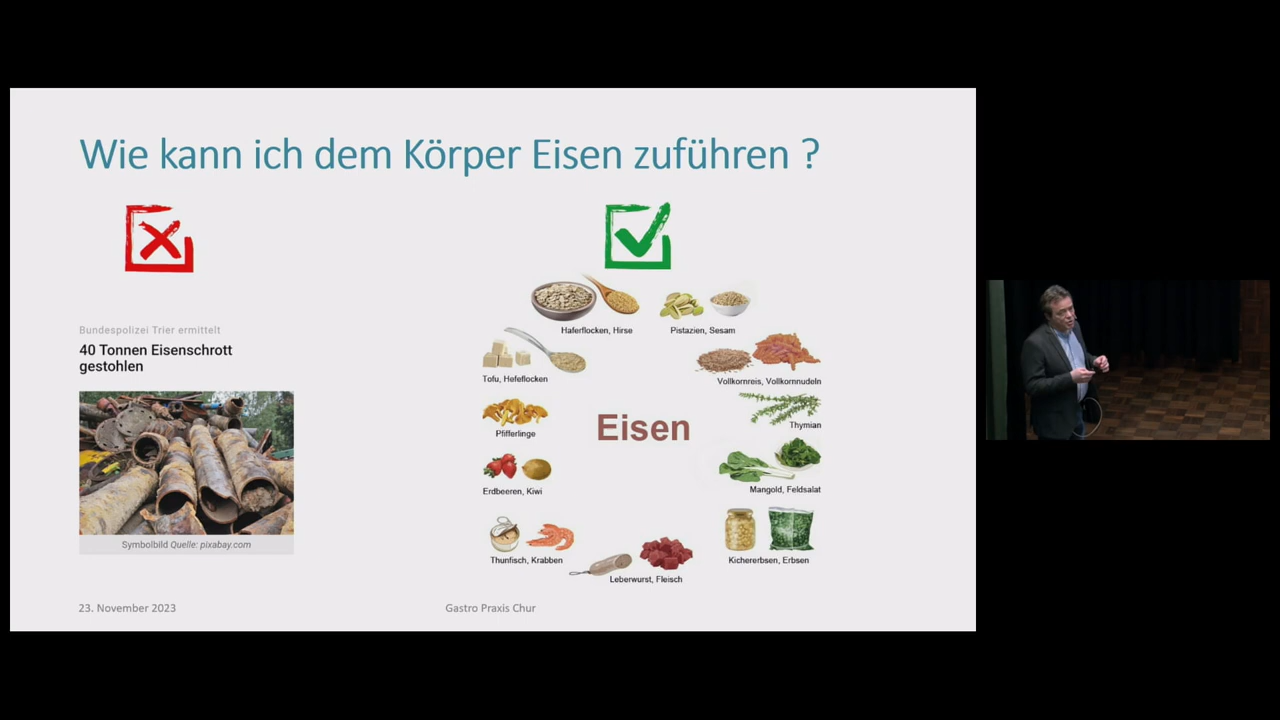 Wie kann ich dem Körper Eisen zuführen ?
Bundespolizei Trier ermittelt
40 Tonnen Eisenschrott
gestohlen
Symbolbild Quelle: pixabay.com
Haferflocken, Hirse
Pistazien, Sesam
Tofu, Hefeflocken
Vollkornreis, Vollkornnudeln
Pfifferlinge
Eisen
Thymian
Erdbeeren, Kiwi
Mangold, Feldsalat
Thunfisch, Krabben
Leberwurst, Fleisch
Kichererbsen, Erbsen
23. November 2023
Gastro Praxis Chur